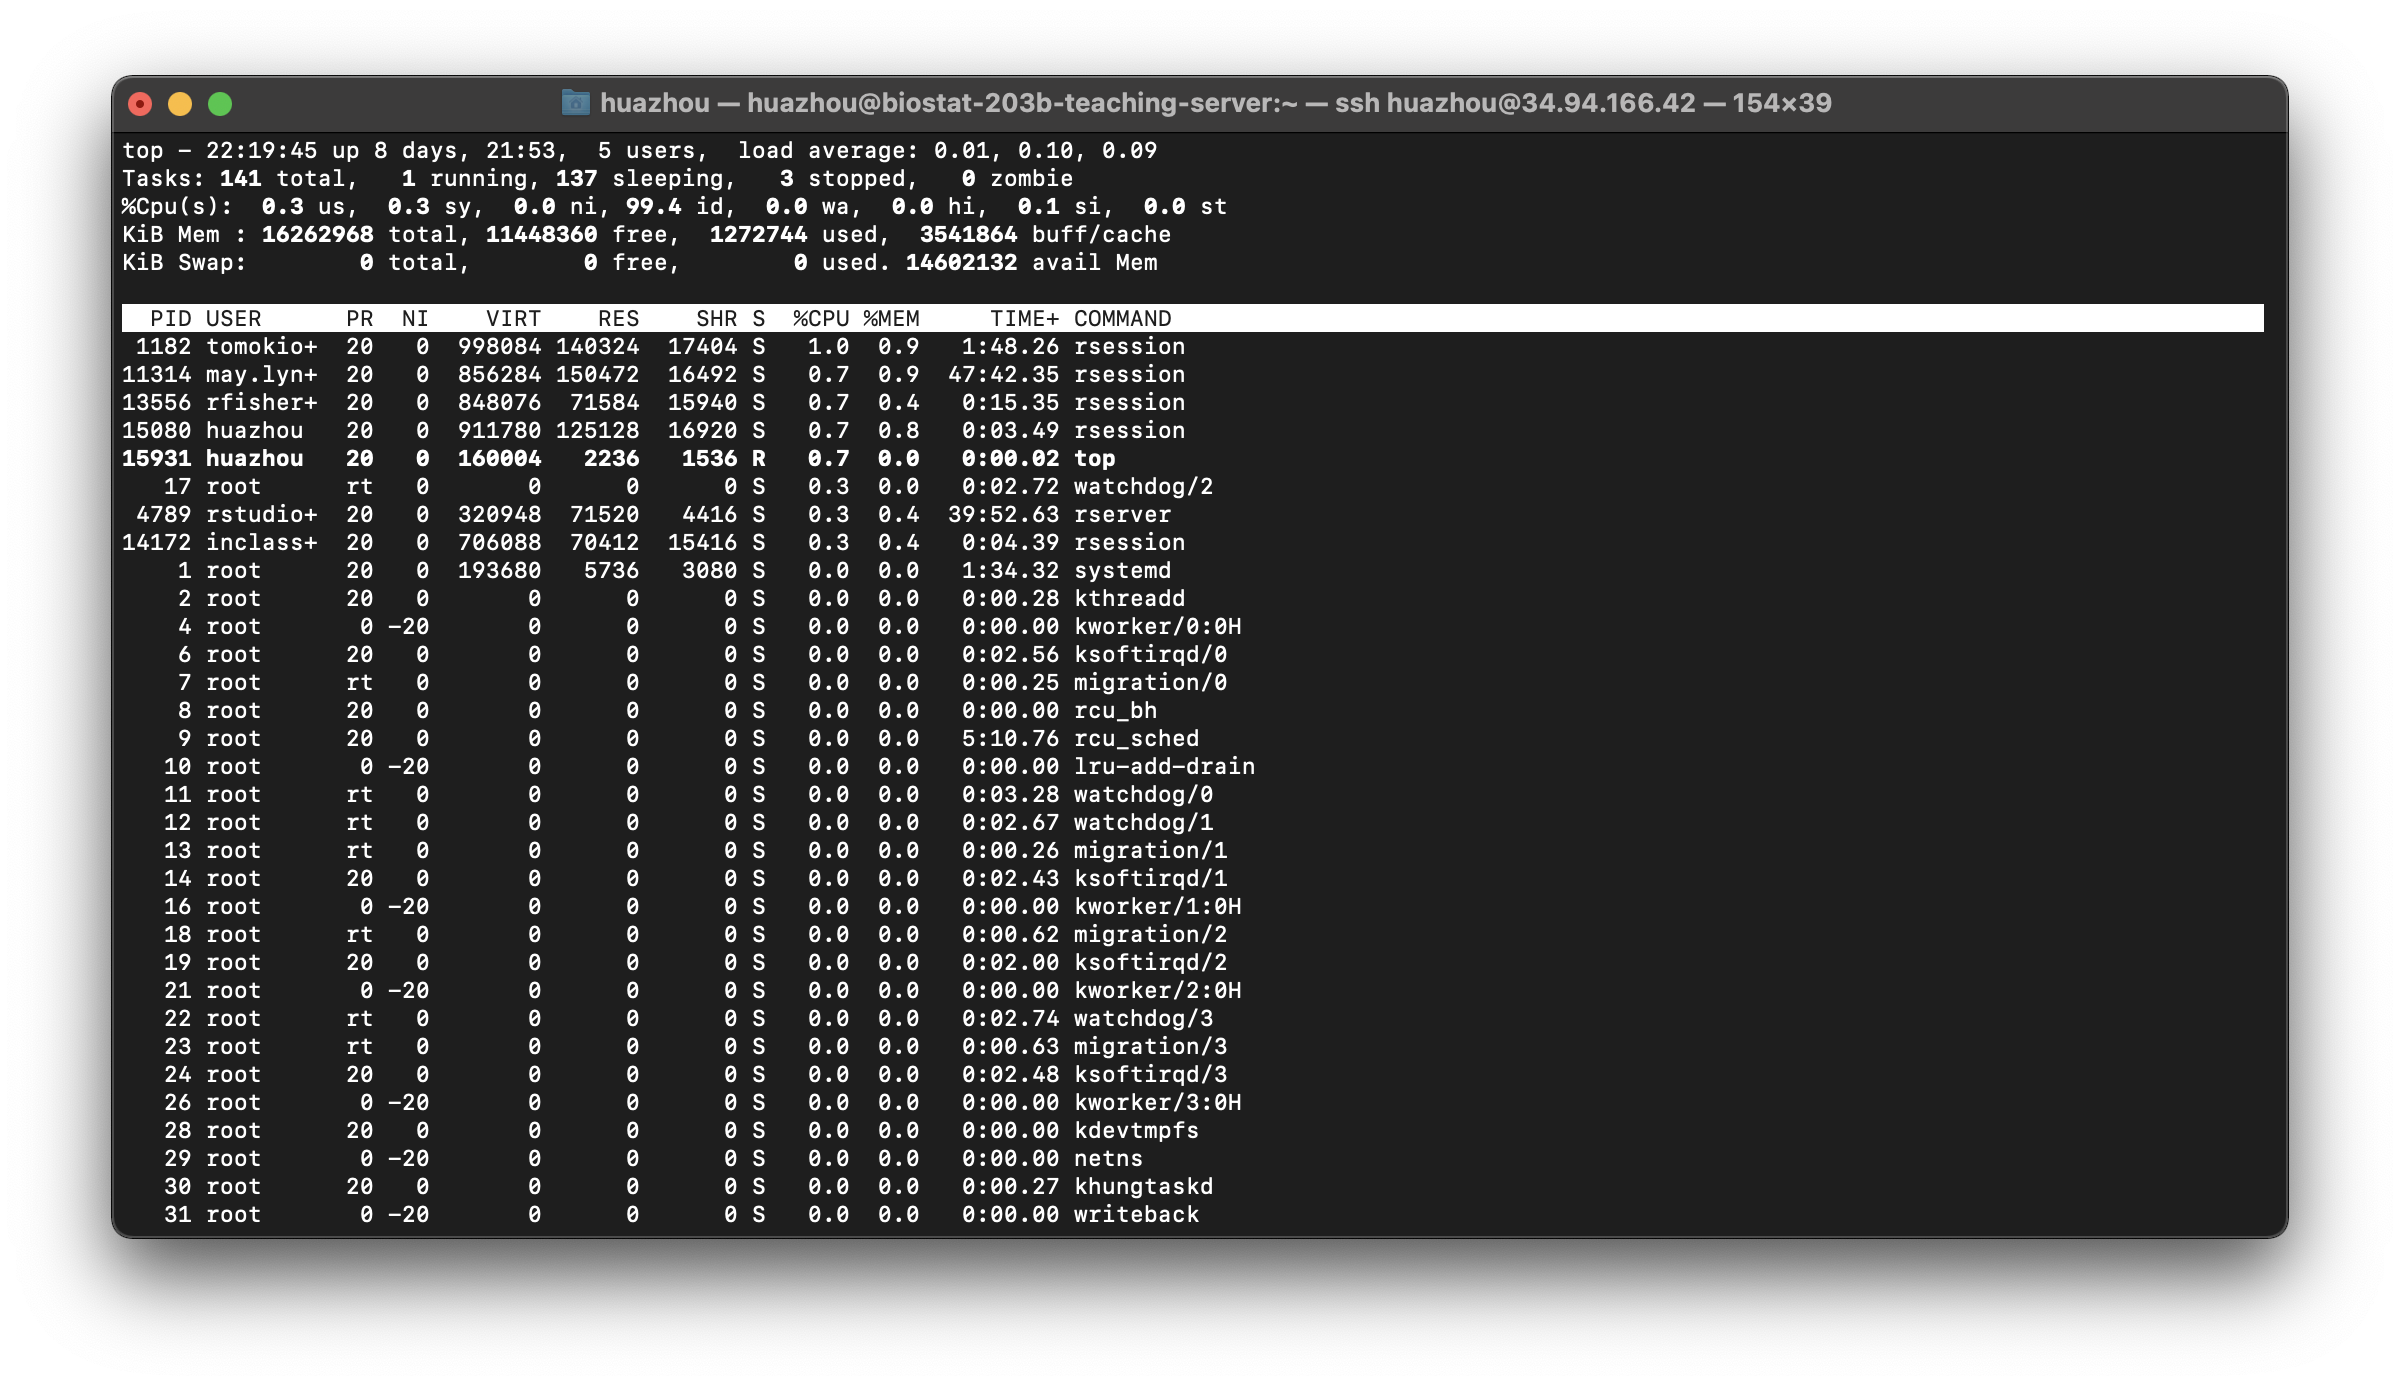 huazhou — huazhou@biostat-203b-teaching-server:~ — ssh huazhou@34.94.166.42 — 154×39
top - 22:19:45 up 8 days, 21:53,  5 users,  load average: 0.01, 0.10, 0.09
Tasks: 141 total,   1 running, 137 sleeping,   3 stopped,   0 zombie
%Cpu(s):  0.3 us,  0.3 sy,  0.0 ni, 99.4 id,  0.0 wa,  0.0 hi,  0.1 si,  0.0 st
KiB Mem : 16262968 total, 11448360 free,  1272744 used,  3541864 buff/cache
KiB Swap:        0 total,        0 free,        0 used. 14602132 avail Mem
  PID USER      PR  NI    VIRT    RES    SHR S  %CPU %MEM     TIME+ COMMAND
 1182 tomokio+  20   0  998084 140324  17404 S   1.0  0.9   1:48.26 rsession
11314 may.lyn+  20   0  856284 150472  16492 S   0.7  0.9  47:42.35 rsession
13556 rfisher+  20   0  848076  71584  15940 S   0.7  0.4   0:15.35 rsession
15080 huazhou   20   0  911780 125128  16920 S   0.7  0.8   0:03.49 rsession
15931 huazhou   20   0  160004   2236   1536 R   0.7  0.0   0:00.02 top
   17 root      rt   0       0      0      0 S   0.3  0.0   0:02.72 watchdog/2
 4789 rstudio+  20   0  320948  71520   4416 S   0.3  0.4  39:52.63 rserver
14172 inclass+  20   0  706088  70412  15416 S   0.3  0.4   0:04.39 rsession
    1 root      20   0  193680   5736   3080 S   0.0  0.0   1:34.32 systemd
    2 root      20   0       0      0      0 S   0.0  0.0   0:00.28 kthreadd
    4 root       0 -20       0      0      0 S   0.0  0.0   0:00.00 kworker/0:0H
    6 root      20   0       0      0      0 S   0.0  0.0   0:02.56 ksoftirqd/0
    7 root      rt   0       0      0      0 S   0.0  0.0   0:00.25 migration/0
    8 root      20   0       0      0      0 S   0.0  0.0   0:00.00 rcu_bh
    9 root      20   0       0      0      0 S   0.0  0.0   5:10.76 rcu_sched
   10 root       0 -20       0      0      0 S   0.0  0.0   0:00.00 lru-add-drain
   11 root      rt   0       0      0      0 S   0.0  0.0   0:03.28 watchdog/0
   12 root      rt   0       0      0      0 S   0.0  0.0   0:02.67 watchdog/1
   13 root      rt   0       0      0      0 S   0.0  0.0   0:00.26 migration/1
   14 root      20   0       0      0      0 S   0.0  0.0   0:02.43 ksoftirqd/1
   16 root       0 -20       0      0      0 S   0.0  0.0   0:00.00 kworker/1:0H
   18 root      rt   0       0      0      0 S   0.0  0.0   0:00.62 migration/2
   19 root      20   0       0      0      0 S   0.0  0.0   0:02.00 ksoftirqd/2
   21 root       0 -20       0      0      0 S   0.0  0.0   0:00.00 kworker/2:0H
   22 root      rt   0       0      0      0 S   0.0  0.0   0:02.74 watchdog/3
   23 root      rt   0       0      0      0 S   0.0  0.0   0:00.63 migration/3
   24 root      20   0       0      0      0 S   0.0  0.0   0:02.48 ksoftirqd/3
   26 root       0 -20       0      0      0 S   0.0  0.0   0:00.00 kworker/3:0H
   28 root      20   0       0      0      0 S   0.0  0.0   0:00.00 kdevtmpfs
   29 root       0 -20       0      0      0 S   0.0  0.0   0:00.00 netns
   30 root      20   0       0      0      0 S   0.0  0.0   0:00.27 khungtaskd
   31 root       0 -20       0      0      0 S   0.0  0.0   0:00.00 writeback